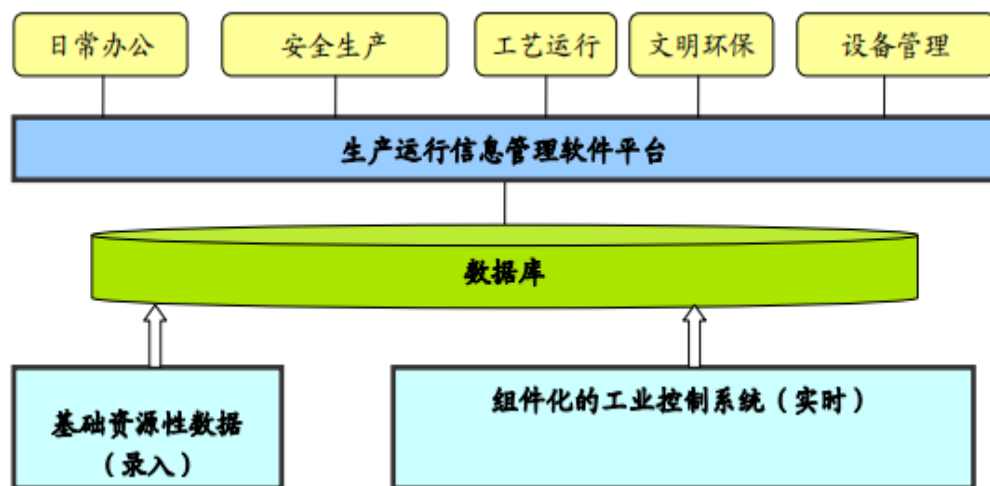 日常办公 安全生产 工艺运行 文明环保 设备管理
生产运行信息管理软件平台
数据库
组件化的工业控制系统（实时）
基础资源性数据
（录入）